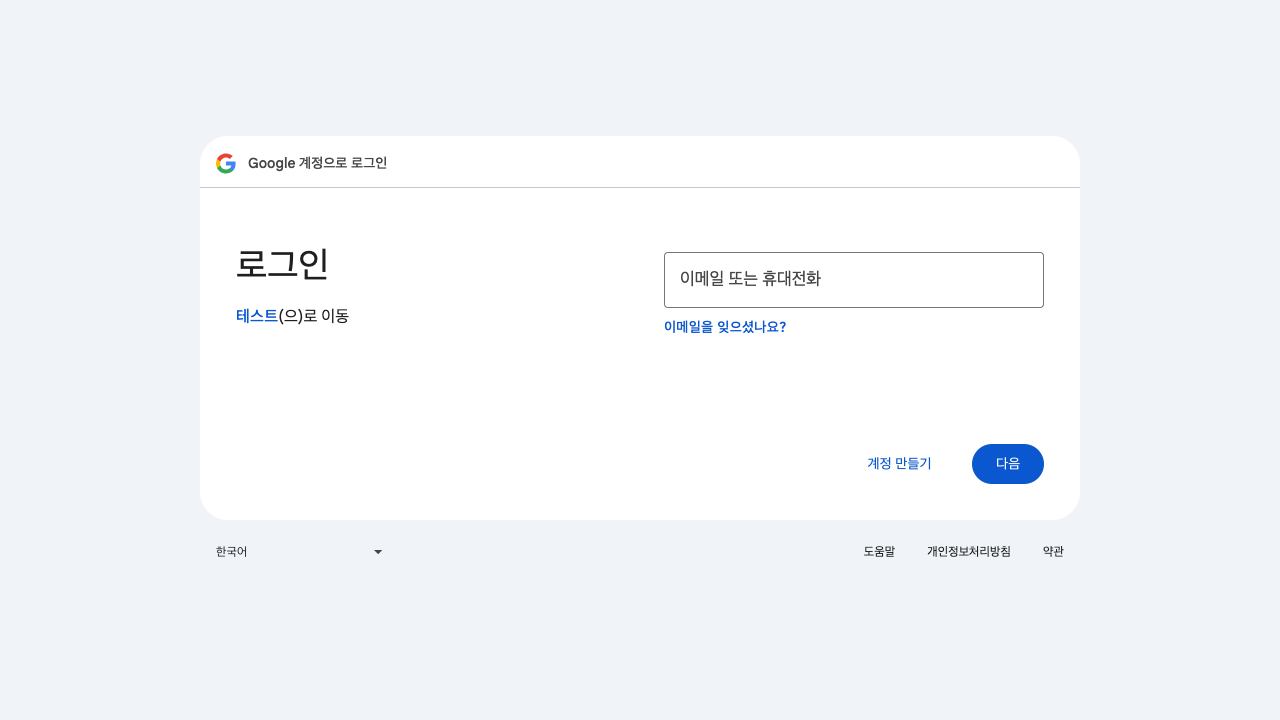 Google 계정으로 로그인
로그인
테스트(으)로 이동
이메일 또는 휴대전화
이메일을 잊으셨나요?
계정 만들기
다음
한국어
도움말
개인정보처리방침
약관